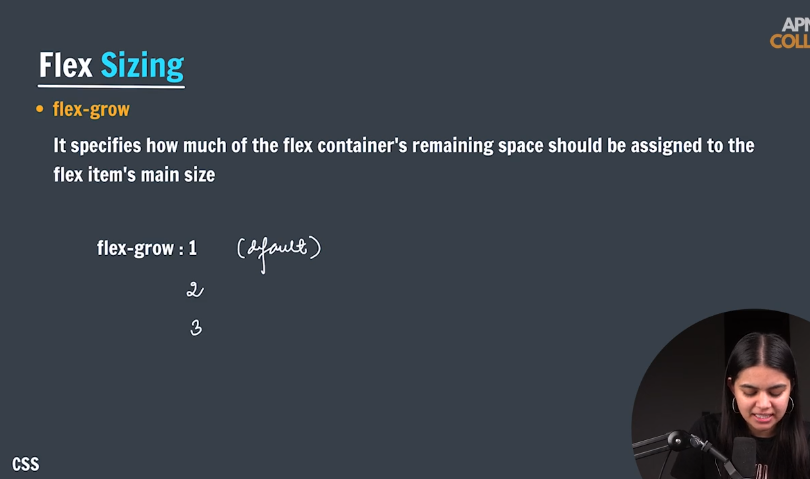 APN
COLL
Flex Sizing
• flex-grow
It specifies how much of the flex container's remaining space should be assigned to the
flex item's main size
flex-grow : 1 (dfault)
2
3
CSS